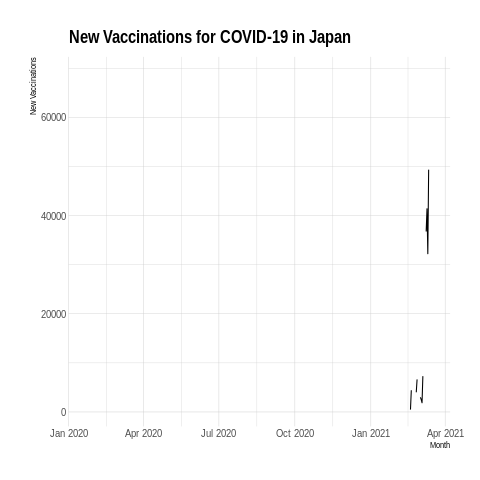 New Vaccinations for COVID-19 in Japan
New Vaccinations
60000
40000
20000
0
Jan 2020 Apr 2020 Jul 2020 Oct 2020 Jan 2021 Apr 2021
Month